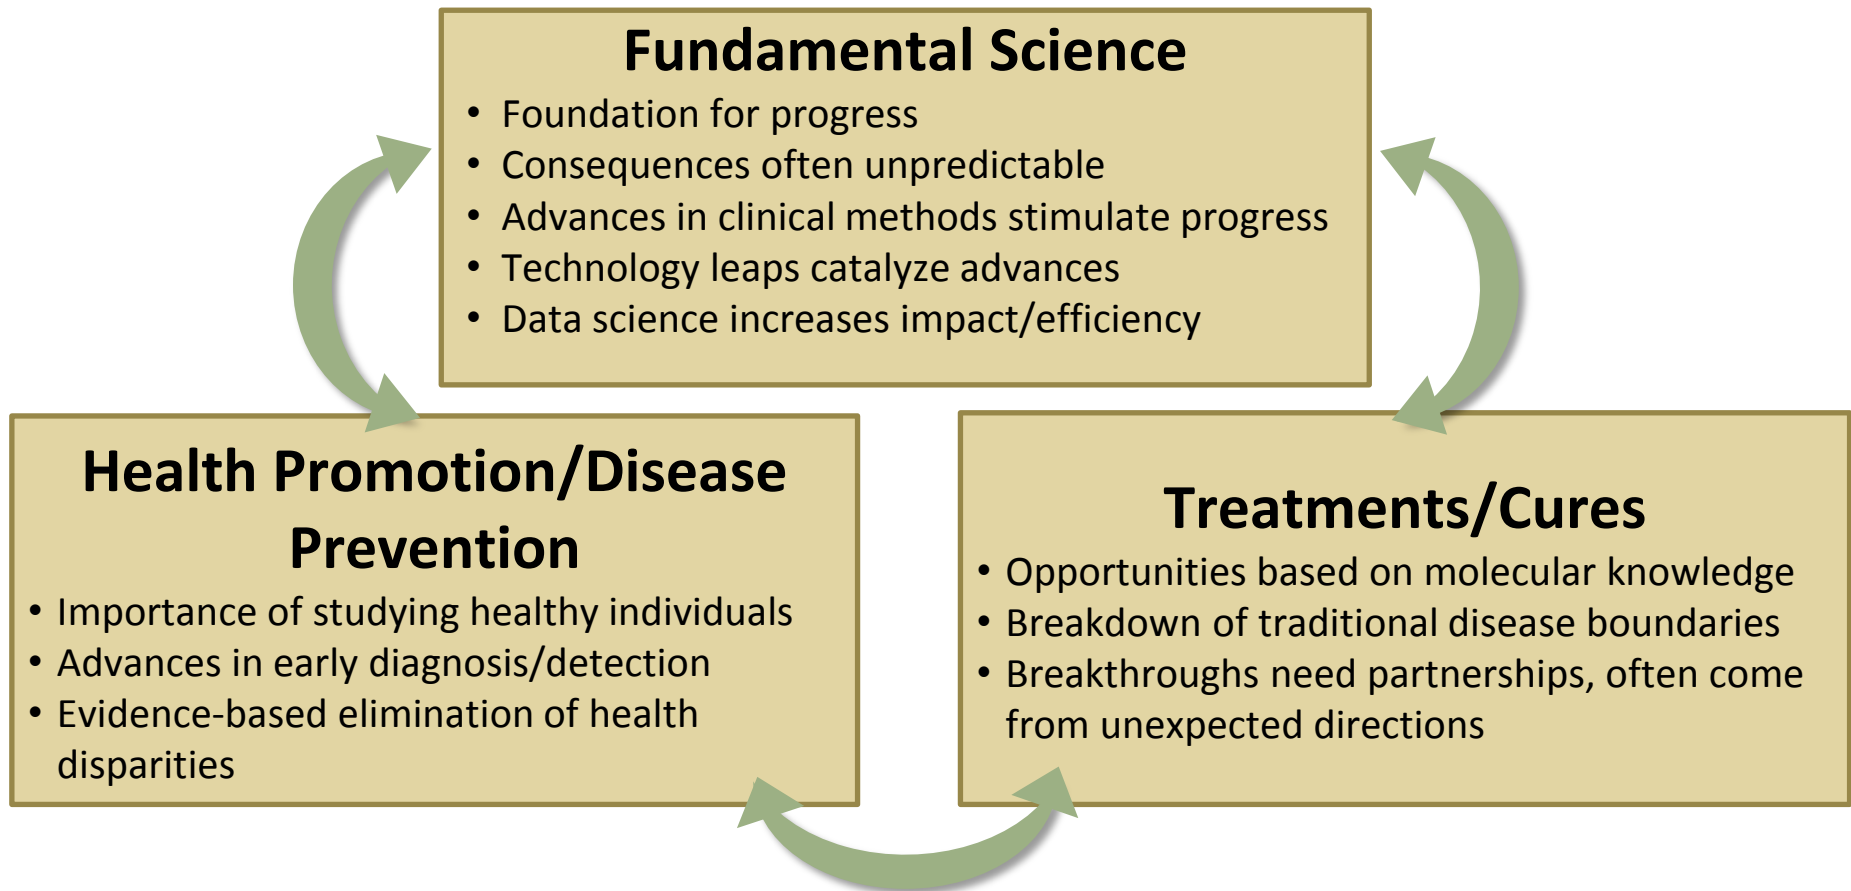 Fundamental Science
• Foundation for progress
• Consequences often unpredictable
• Advances in clinical methods stimulate progress
• Technology leaps catalyze advances
• Data science increases impact/efficiency
Health Promotion/Disease
Prevention
• Importance of studying healthy individuals
• Advances in early diagnosis/detection
• Evidence-based elimination of health
disparities
Treatments/Cures
• Opportunities based on molecular knowledge
• Breakdown of traditional disease boundaries
• Breakthroughs need partnerships, often come
from unexpected directions